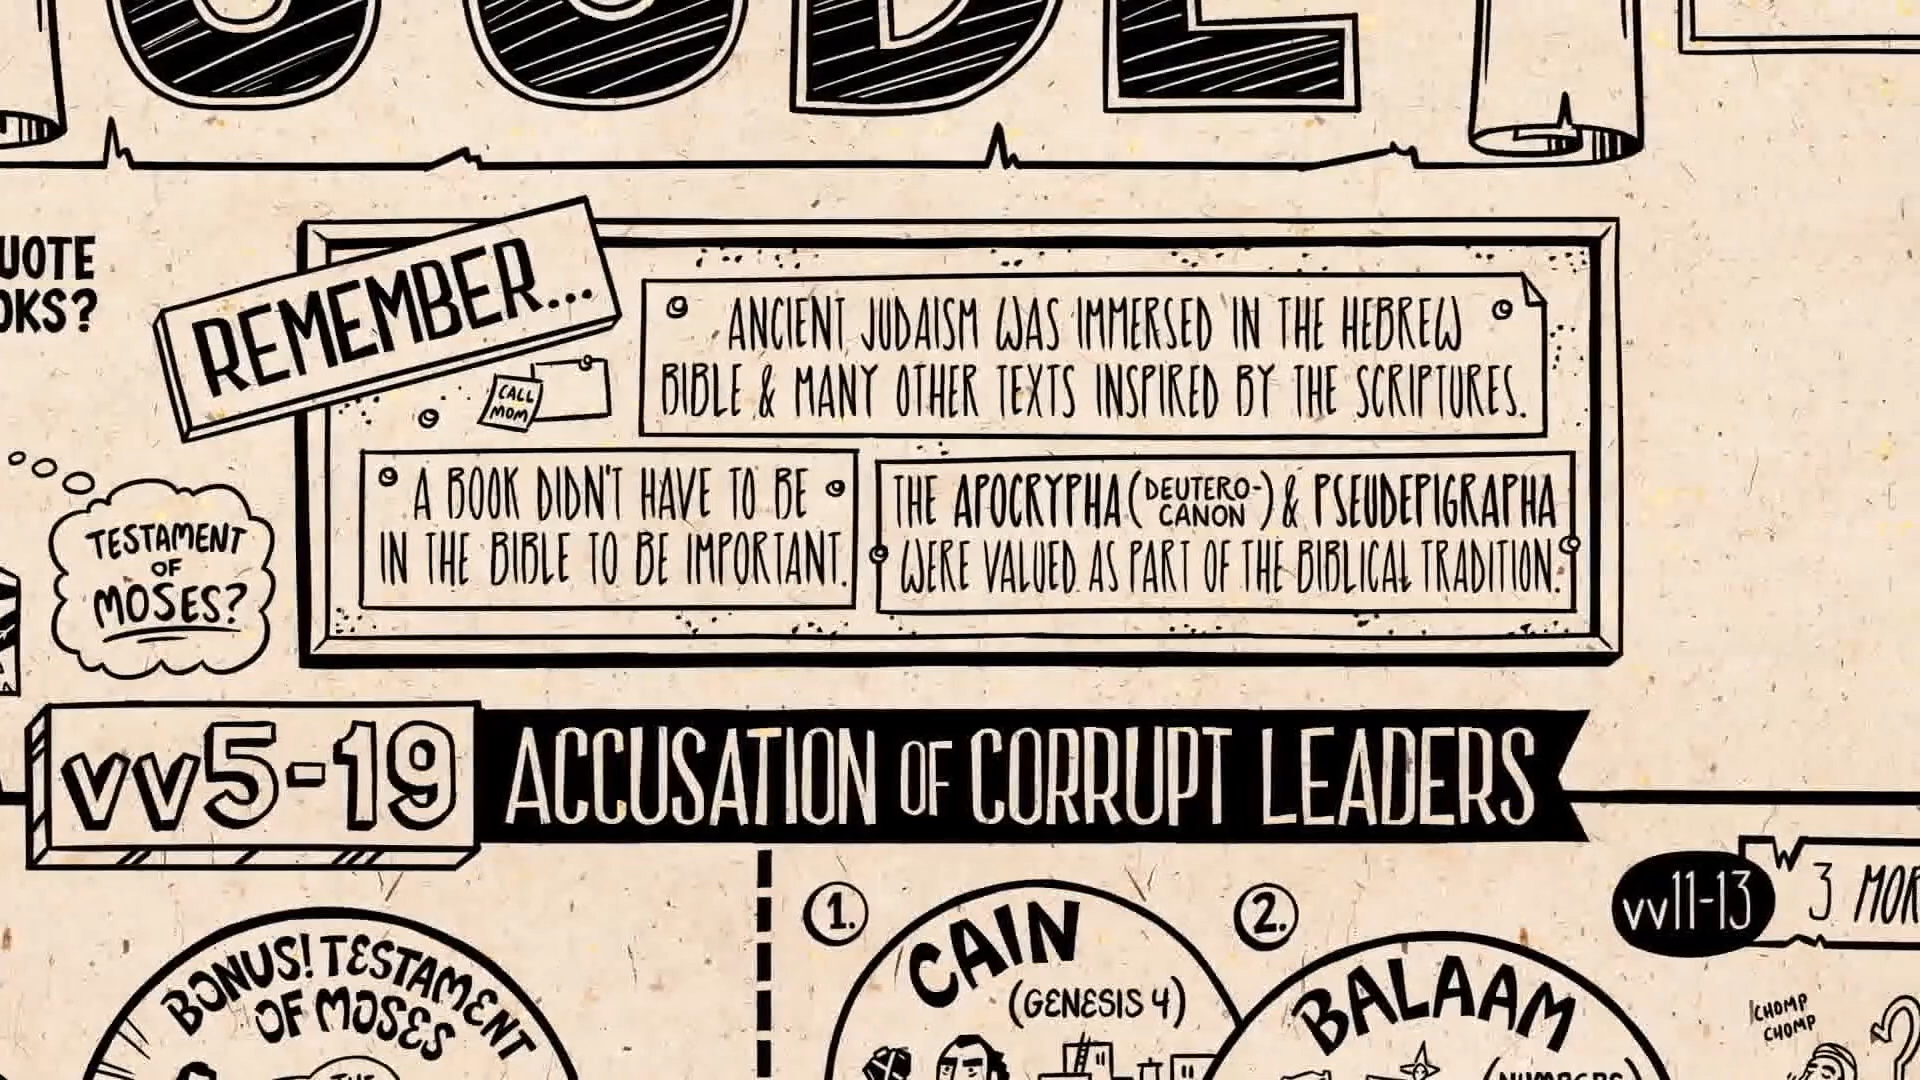 REMEMBER...
ANCIENT JUDAISM WAS IMMERSED IN THE HEBREW
BIBLE & MANY OTHER TEXTS INSPIRED BY THE SCRIPTURES.
CALL
MOM
A BOOK DIDN'T HAVE TO BE
IN THE BIBLE TO BE IMPORTANT.
THE APOCRYPHA (DEUTERO-CANON) & PSEUDEPIGRAPHA
WERE VALUED AS PART OF THE BIBLICAL TRADITION.
TESTAMENT
OF
MOSES?
vv5-19 ACCUSATION OF CORRUPT LEADERS
BONUS! TESTAMENT
OF MOSES
THE
1.
CAIN
(GENESIS 4)
2.
BALAAM
(NUMBERS)
vv11-13
3
CHOMP
CHOMP